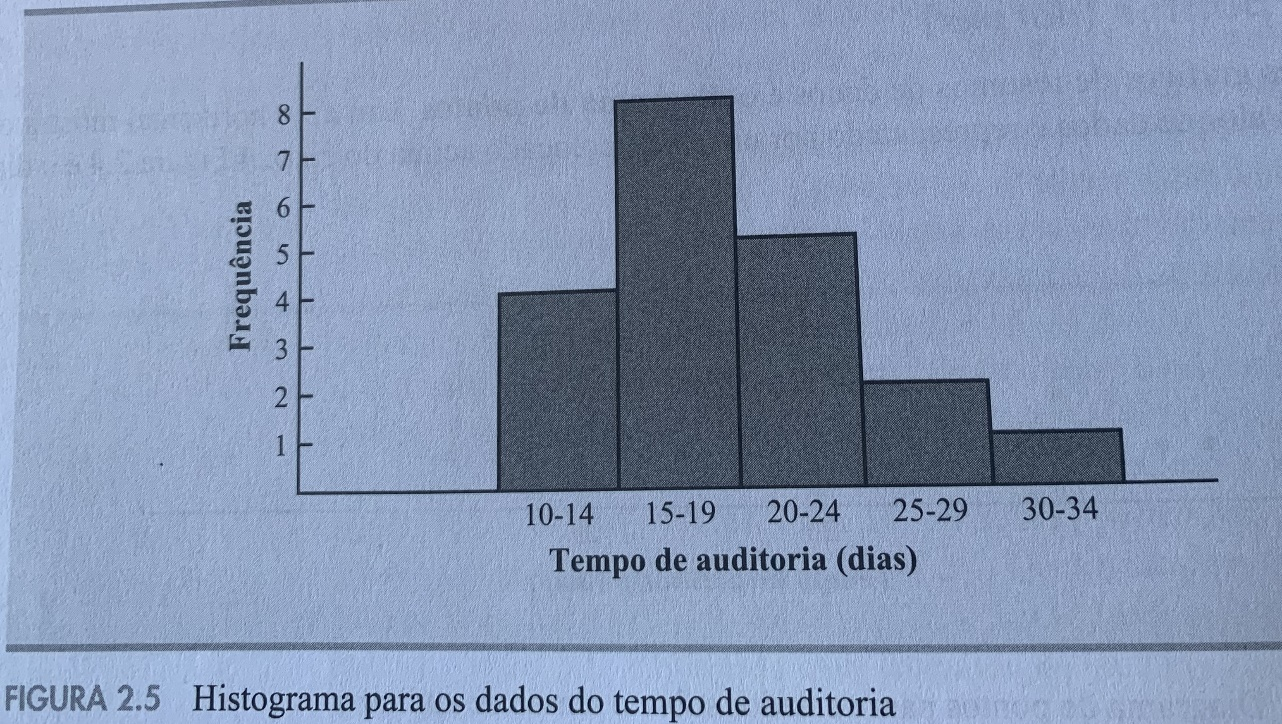 8
7
6
5
4
3
2
1
Frequência
10-14 15-19 20-24 25-29 30-34
Tempo de auditoria (dias)
FIGURA 2.5 Histograma para os dados do tempo de auditoria